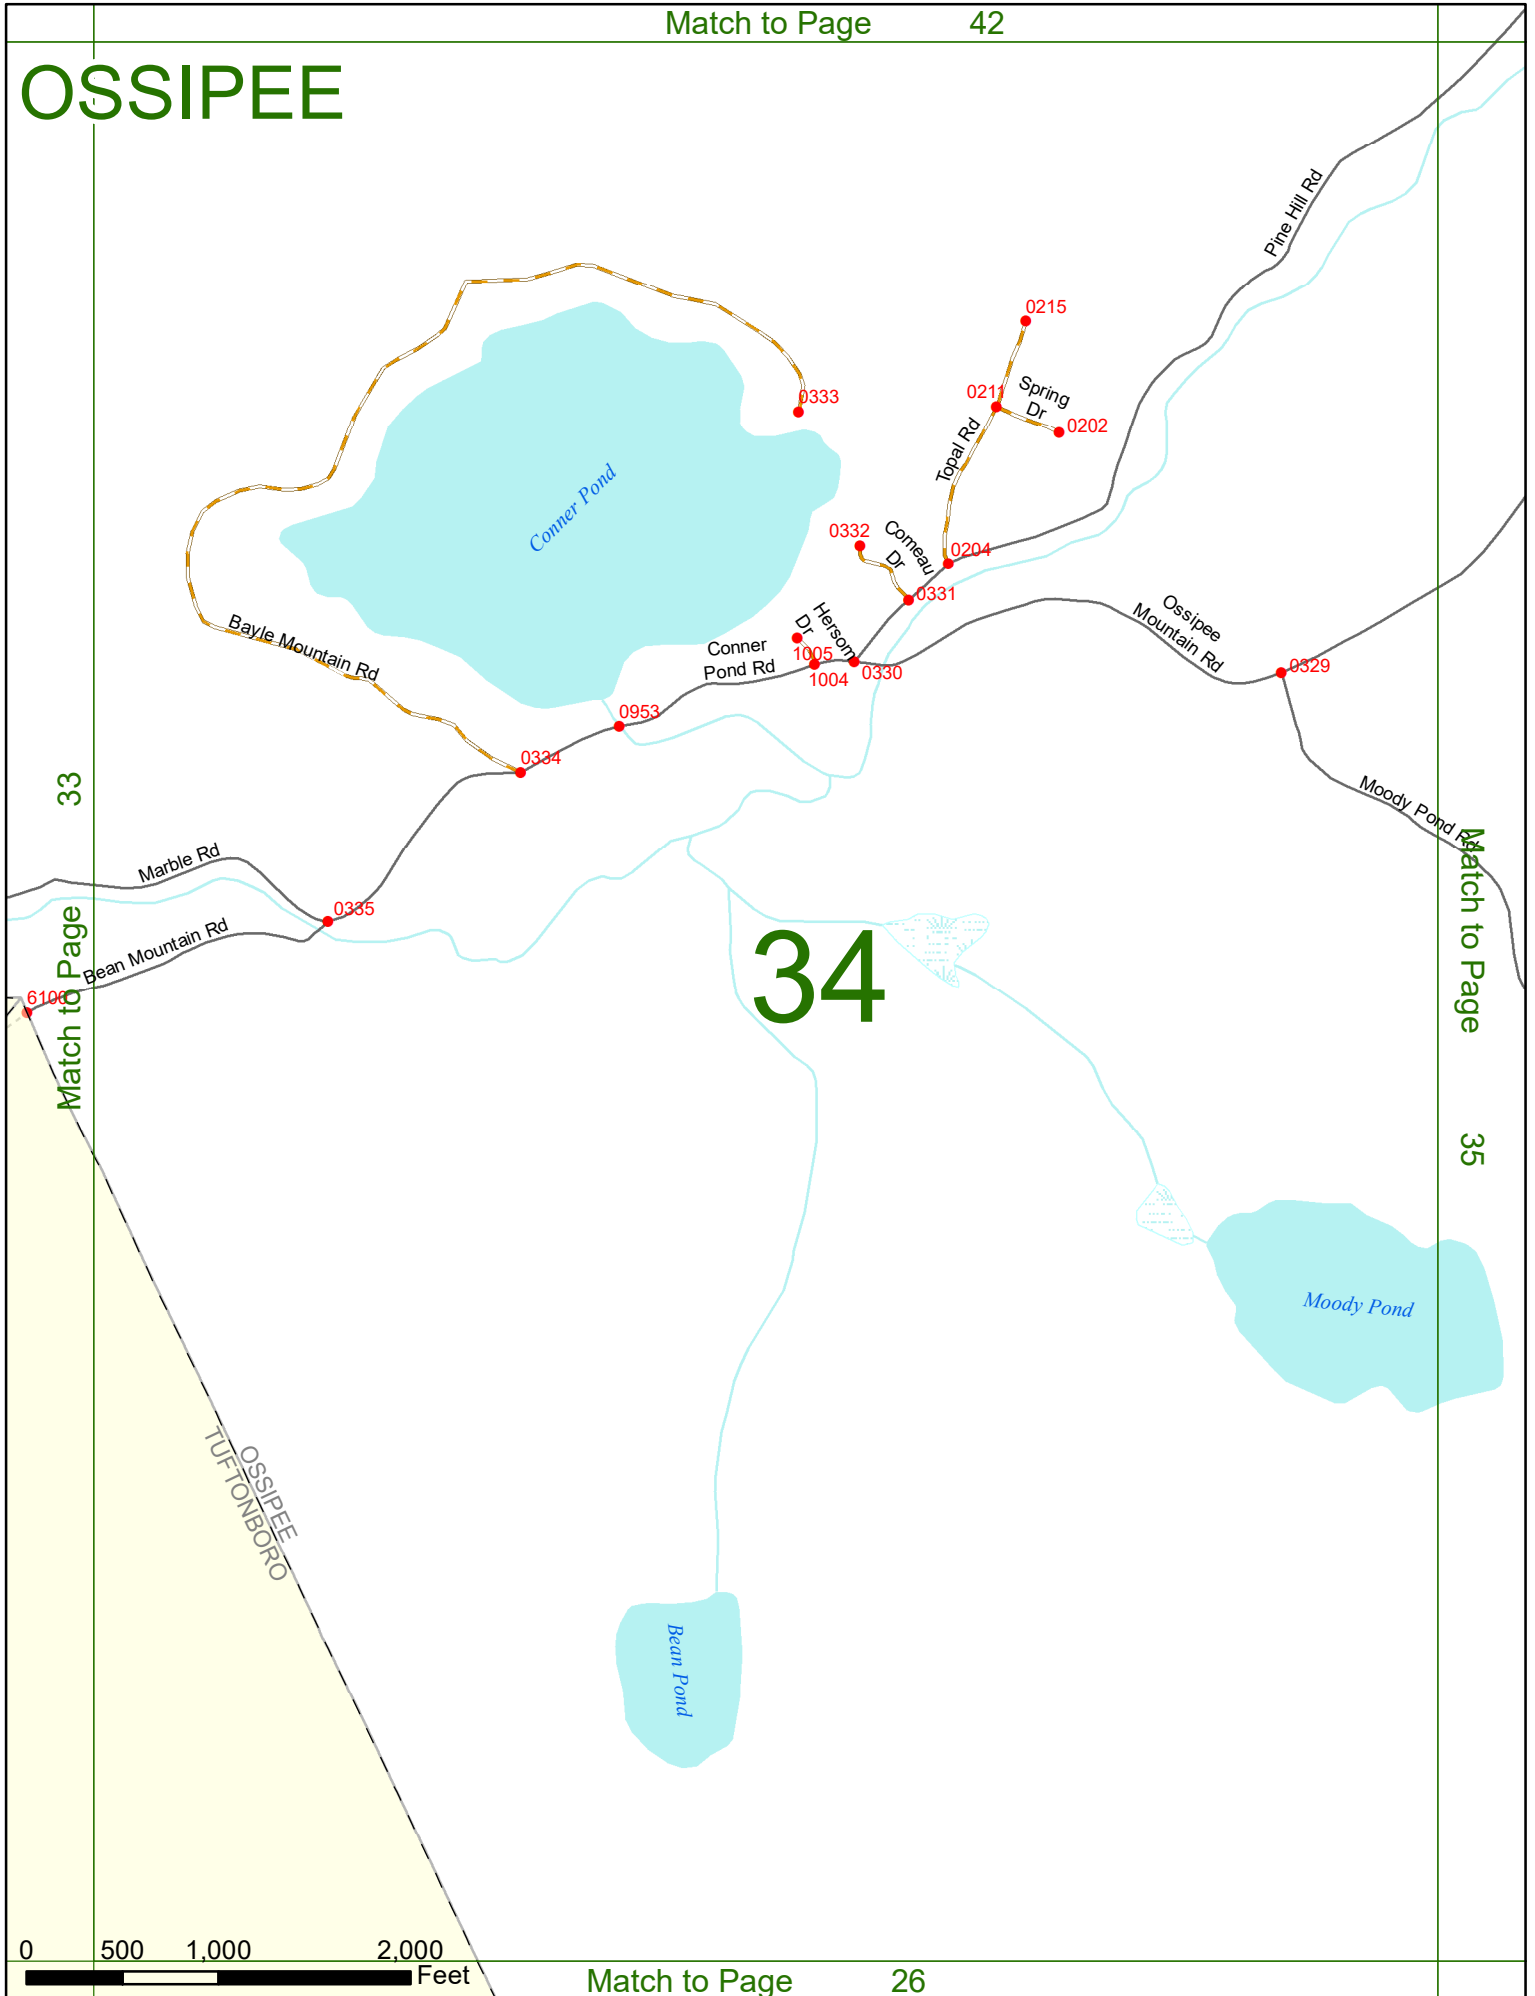 Match to Page 42
OSSIPEE
Pine Hill Rd
0215
0211
Spring
Dr
0202
0333
Topal Rd
Conner Pond
0332
Comeau
Dr
0204
0331
Ossipee
Mountain Rd
Hersom
Dr
Bayle Mountain Rd
Conner
Pond Rd
1005
1004
0330
0329
0953
0334
33
Match to Page
Moody Pond Rd
Match to Page
35
Marble Rd
0335
Bean Mountain Rd
34
6100
Moody Pond
OSSIPEE
TUFTONBORO
Bean Pond
0 500 1,000 2,000
Feet
Match to Page 26